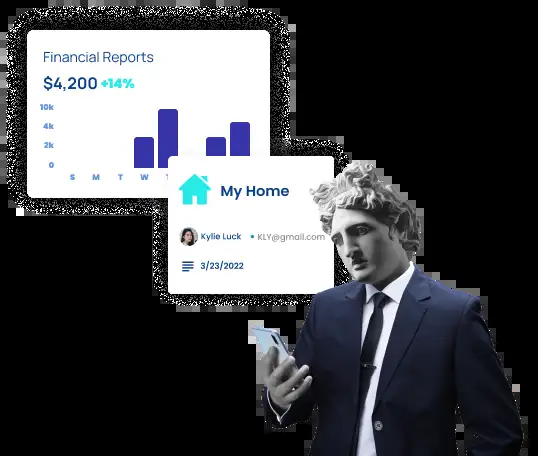 Financial Reports
$4,200 +14%
10k
4k
2k
0
S M T W T
My Home
Kylie Luck • KLY@gmail.com
3/23/2022